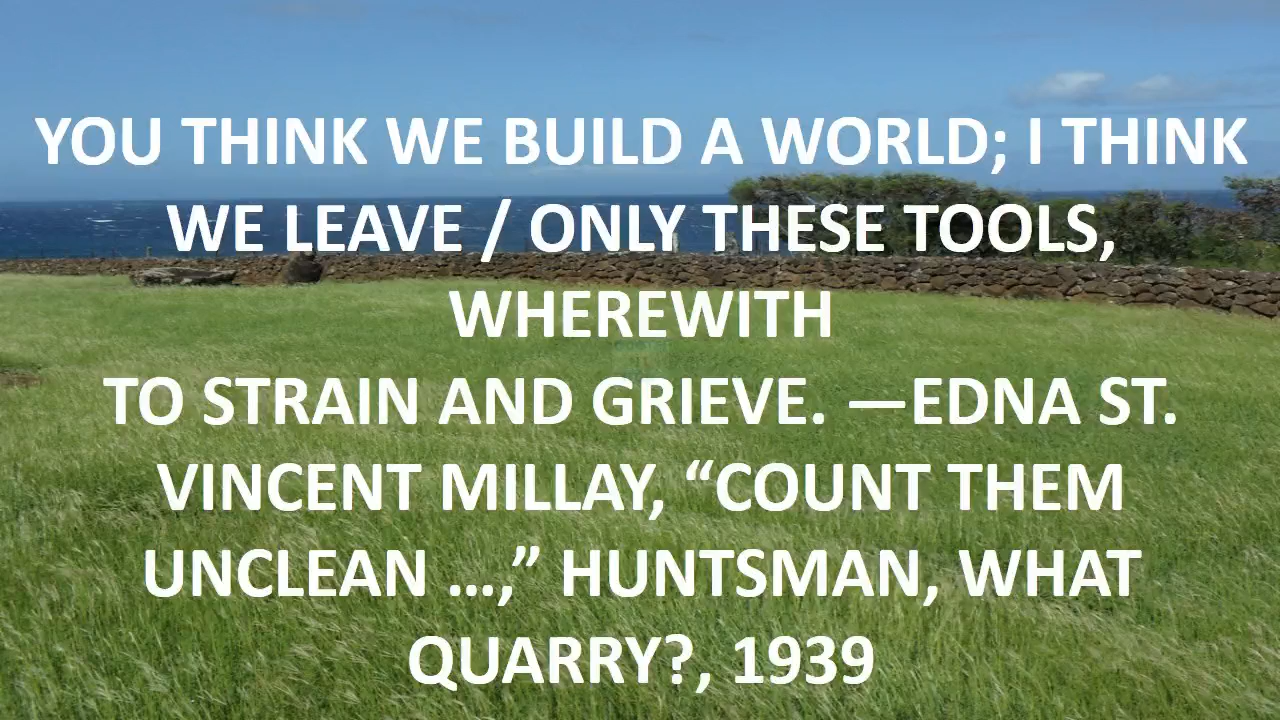 YOU THINK WE BUILD A WORLD; I THINK
WE LEAVE / ONLY THESE TOOLS,
WHEREWITH
TO STRAIN AND GRIEVE. —EDNA ST.
VINCENT MILLAY, “COUNT THEM
UNCLEAN …,” HUNTSMAN, WHAT
QUARRY?, 1939